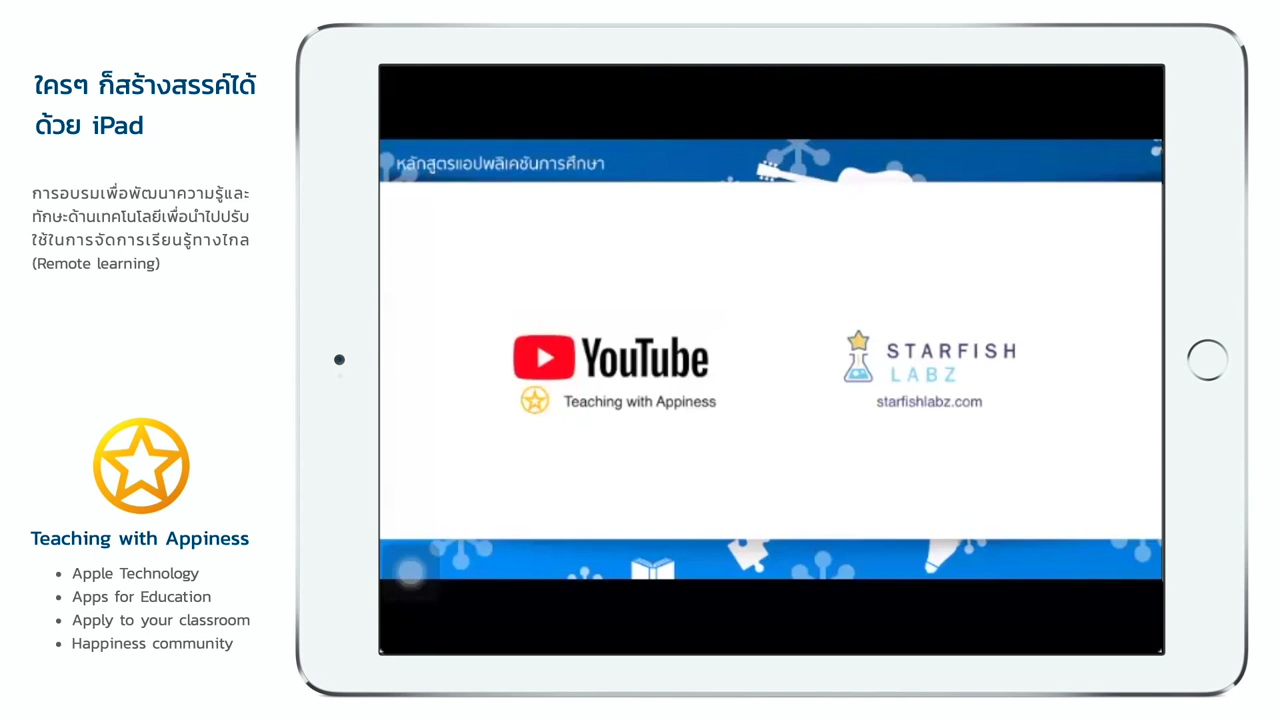 ใครๆ ก็สร้างสรรค์ได้
ด้วย iPad
การอบรมเพื่อพัฒนาความรู้และ
ทักษะด้านเทคโนโลยีเพื่อนำไปปรับ
ใช้ในการจัดการเรียนรู้ทางไกล
(Remote learning)
Teaching with Appiness
• Apple Technology
• Apps for Education
• Apply to your classroom
• Happiness community
หลักสูตรแอปพลิเคชันการศึกษา
YouTube
Teaching with Appiness
STARFISH
LABZ
starfishlabz.com